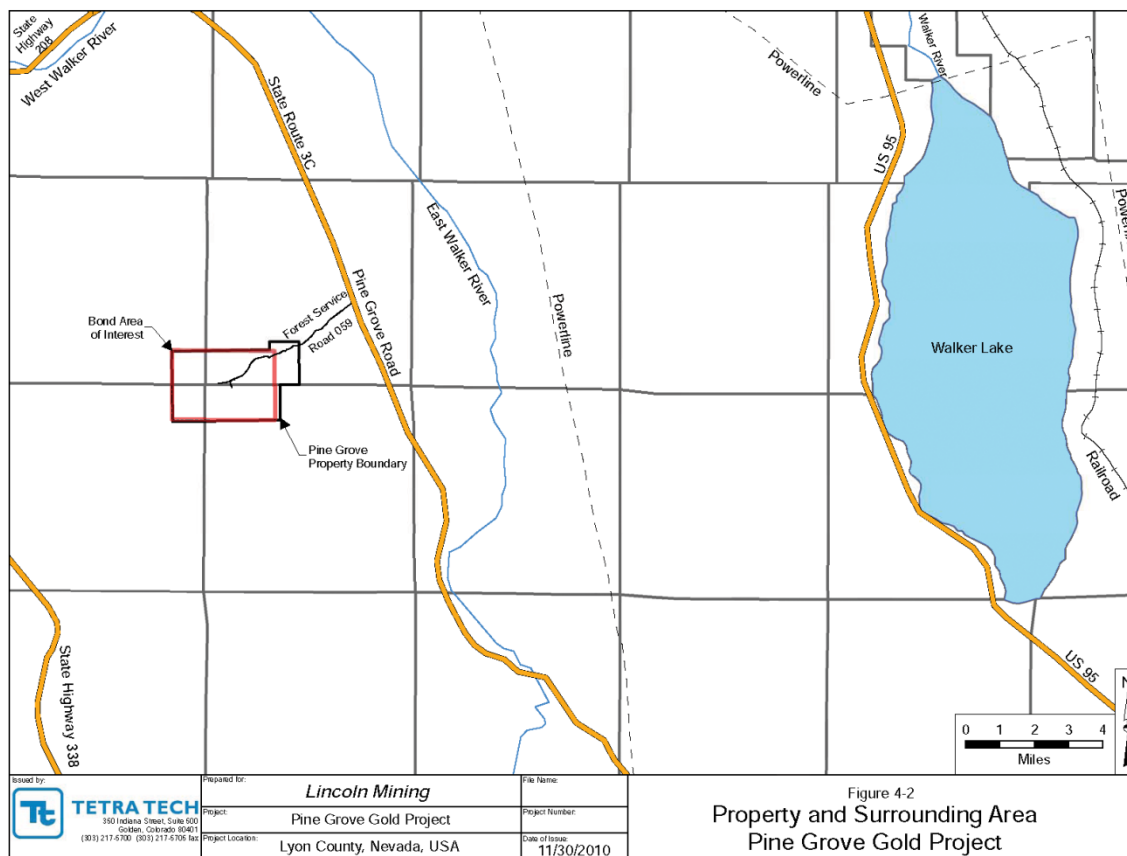 State
Highway
208
West Walker River
State Route 3C
Powerline
Walker River
US 95
Powerlin
East Walker River
Bond Area
of Interest
Forest Service
Road 059
Pine Grove Road
Powerline
Walker Lake
Pine Grove
Property Boundary
Railroad
State Highway 338
US 95
N
0 1 2 3 4
Miles
Issued by:
Tt TETRA TECH
350 Indiana Street, Suite 500
Golden, Colorado 80401
(303) 217-5700 (303) 217-5705 fax
Prepared for:
Lincoln Mining
Project:
Pine Grove Gold Project
Project Location:
Lyon County, Nevada, USA
File Name:
Project Number:
Date of Issue:
11/30/2010
Figure 4-2
Property and Surrounding Area
Pine Grove Gold Project